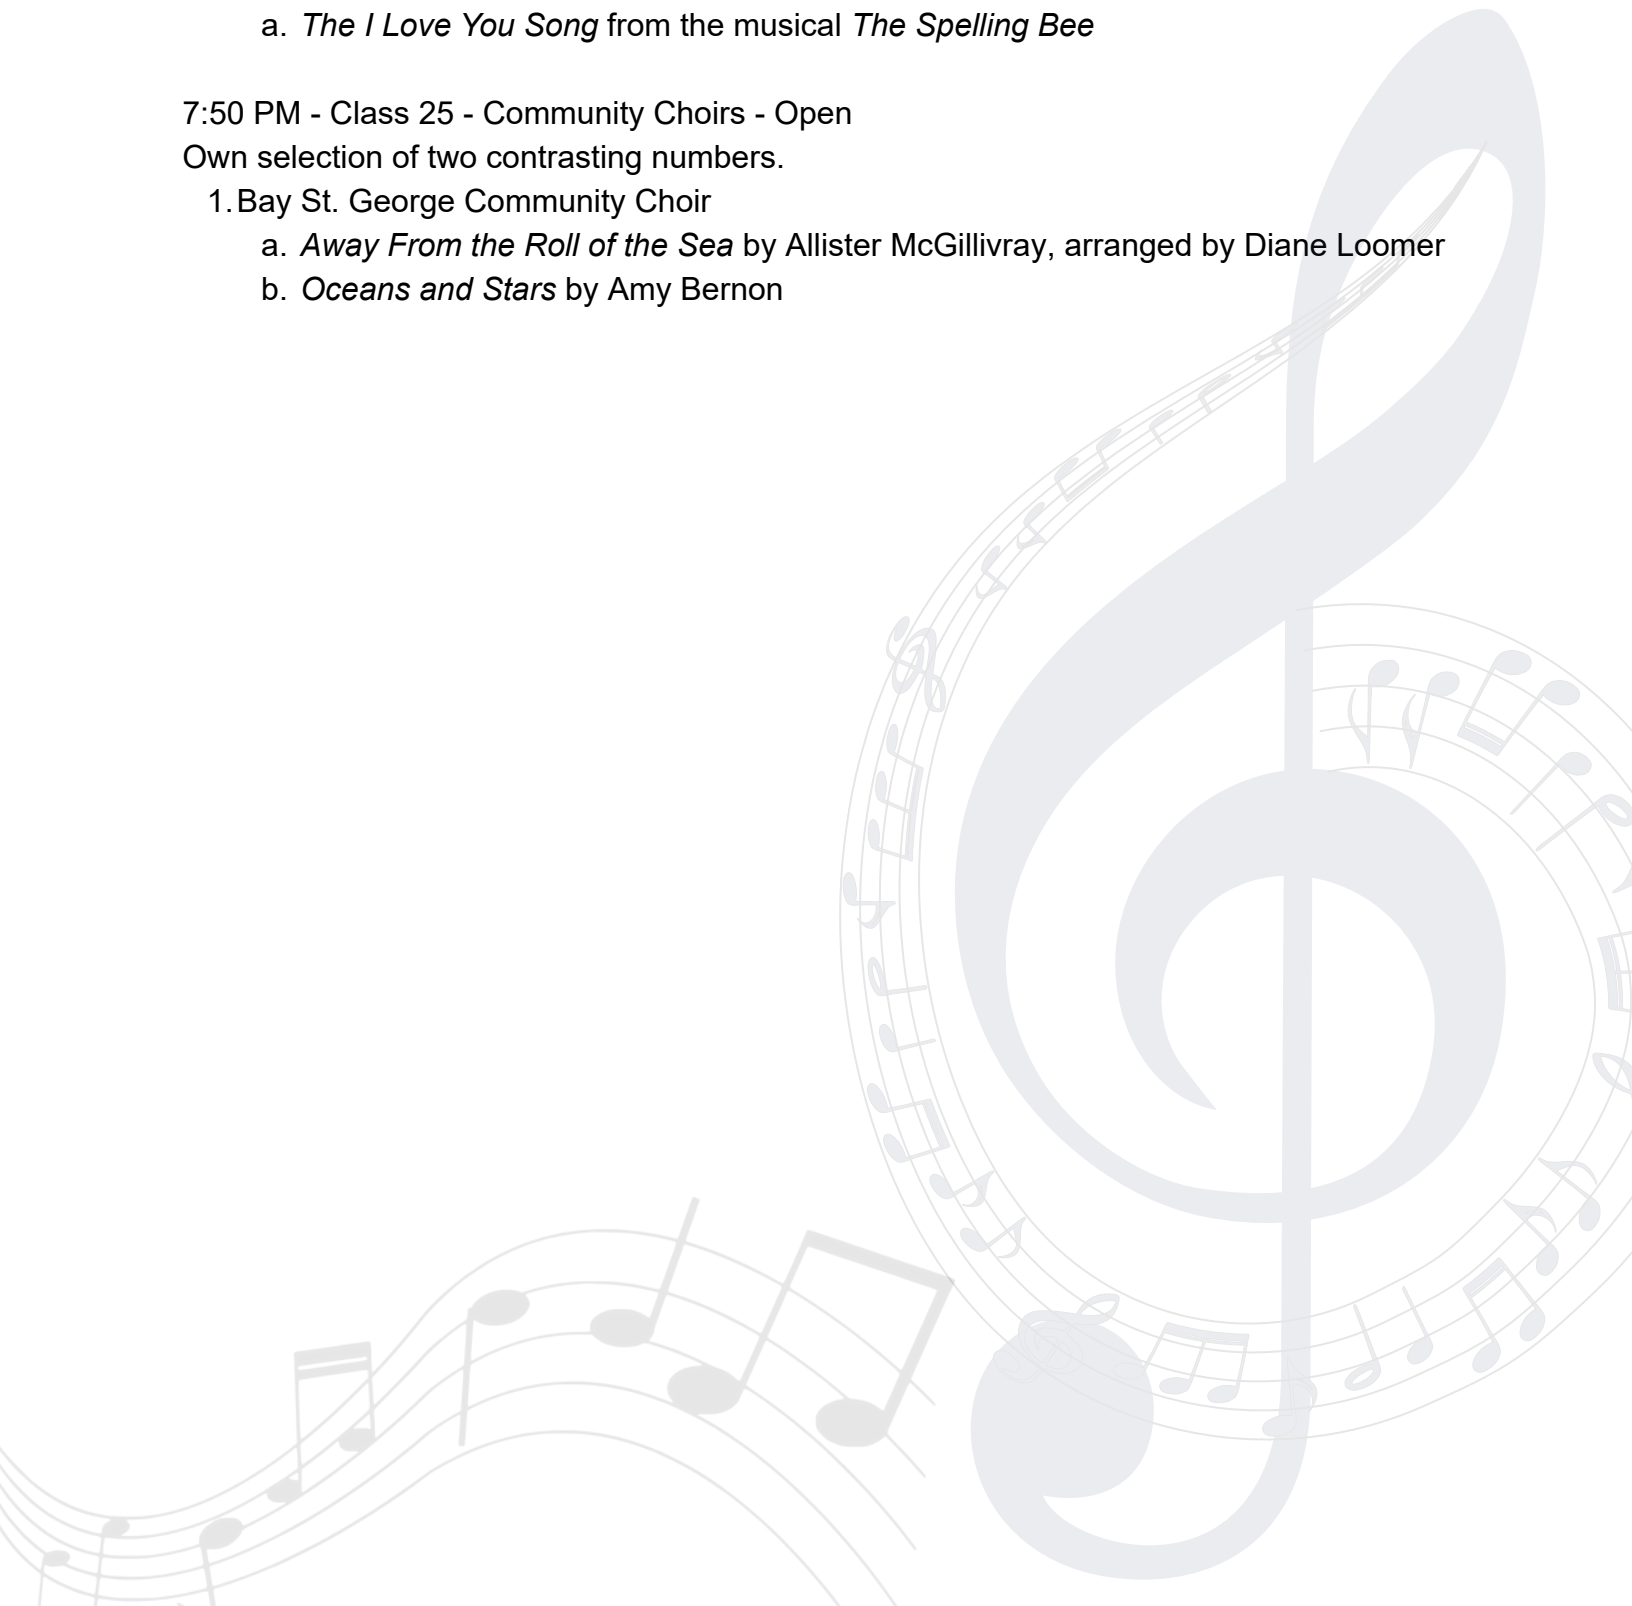 a. The I Love You Song from the musical The Spelling Bee
7:50 PM - Class 25 - Community Choirs - Open
Own selection of two contrasting numbers.
1. Bay St. George Community Choir
a. Away From the Roll of the Sea by Allister McGillivray, arranged by Diane Loomer
b. Oceans and Stars by Amy Bernon